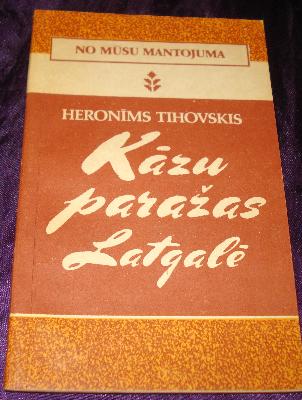 NO MŪSU MANTOJUMA
HERONĪMS TIHOVSKIS
Kāzu
paražas
Latgalē